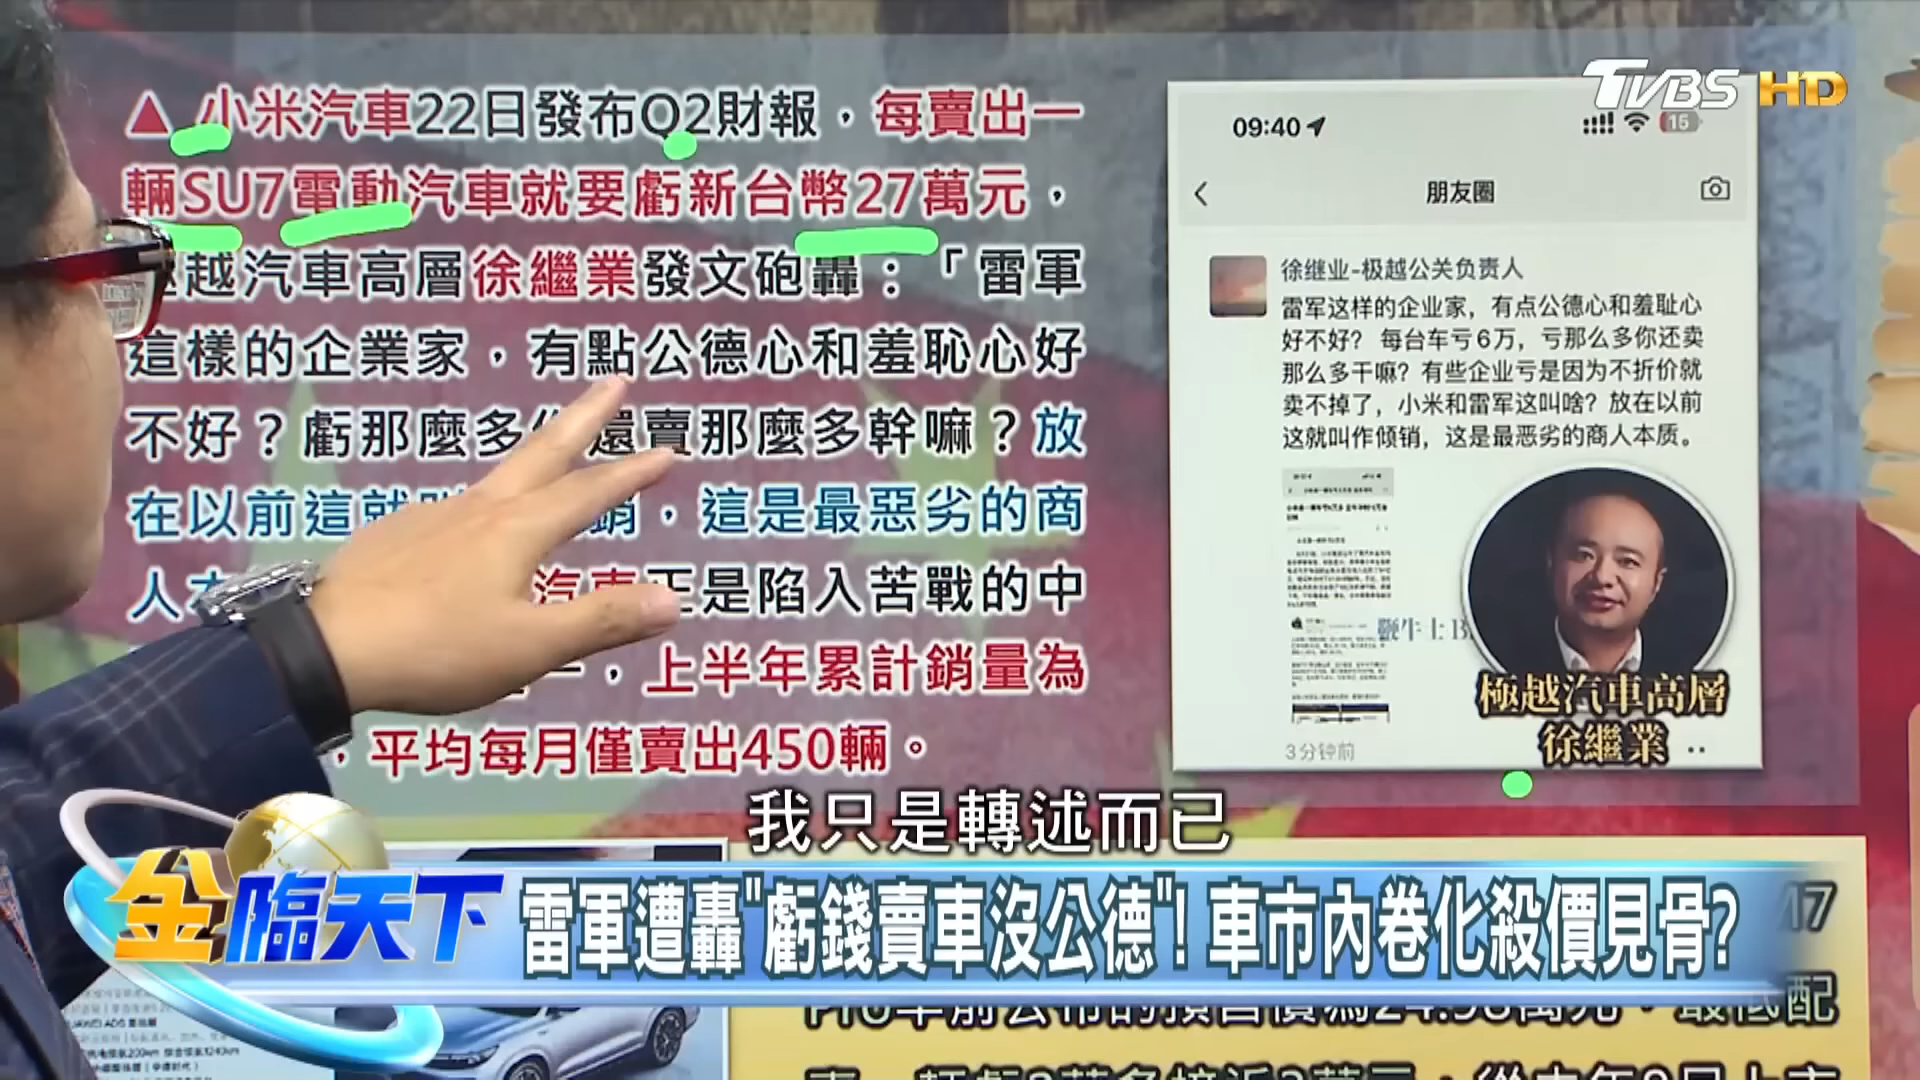 TVBS HD
▲ 小米汽車22日發布Q2財報，每賣出一
輛SU7電動汽車就要虧新台幣27萬元，
越汽車高層徐繼業發文砲轟：「雷軍
這樣的企業家，有點公德心和羞恥心好
不好？虧那麼多 還賣那麼多幹嘛？放
在以前這就 銷，這是最惡劣的商
人本 汽車正是陷入苦戰的中
一，上半年累計銷量為
，平均每月僅賣出450輛。
09:40
15
朋友圈
徐继业-极越公关负责人
雷军这样的企业家，有点公德心和羞耻心
好不好？ 每台车亏6万，亏那么多你还卖
那么多干嘛？有些企业亏是因为不折价就
卖不掉了，小米和雷军这叫啥？放在以前
这就叫作倾销，这是最恶劣的商人本质。
3分钟前
極越汽車高層
徐繼業
我只是轉述而已
金臨天下
雷軍遭轟"虧錢賣車沒公德"！車市內卷化殺價見骨?